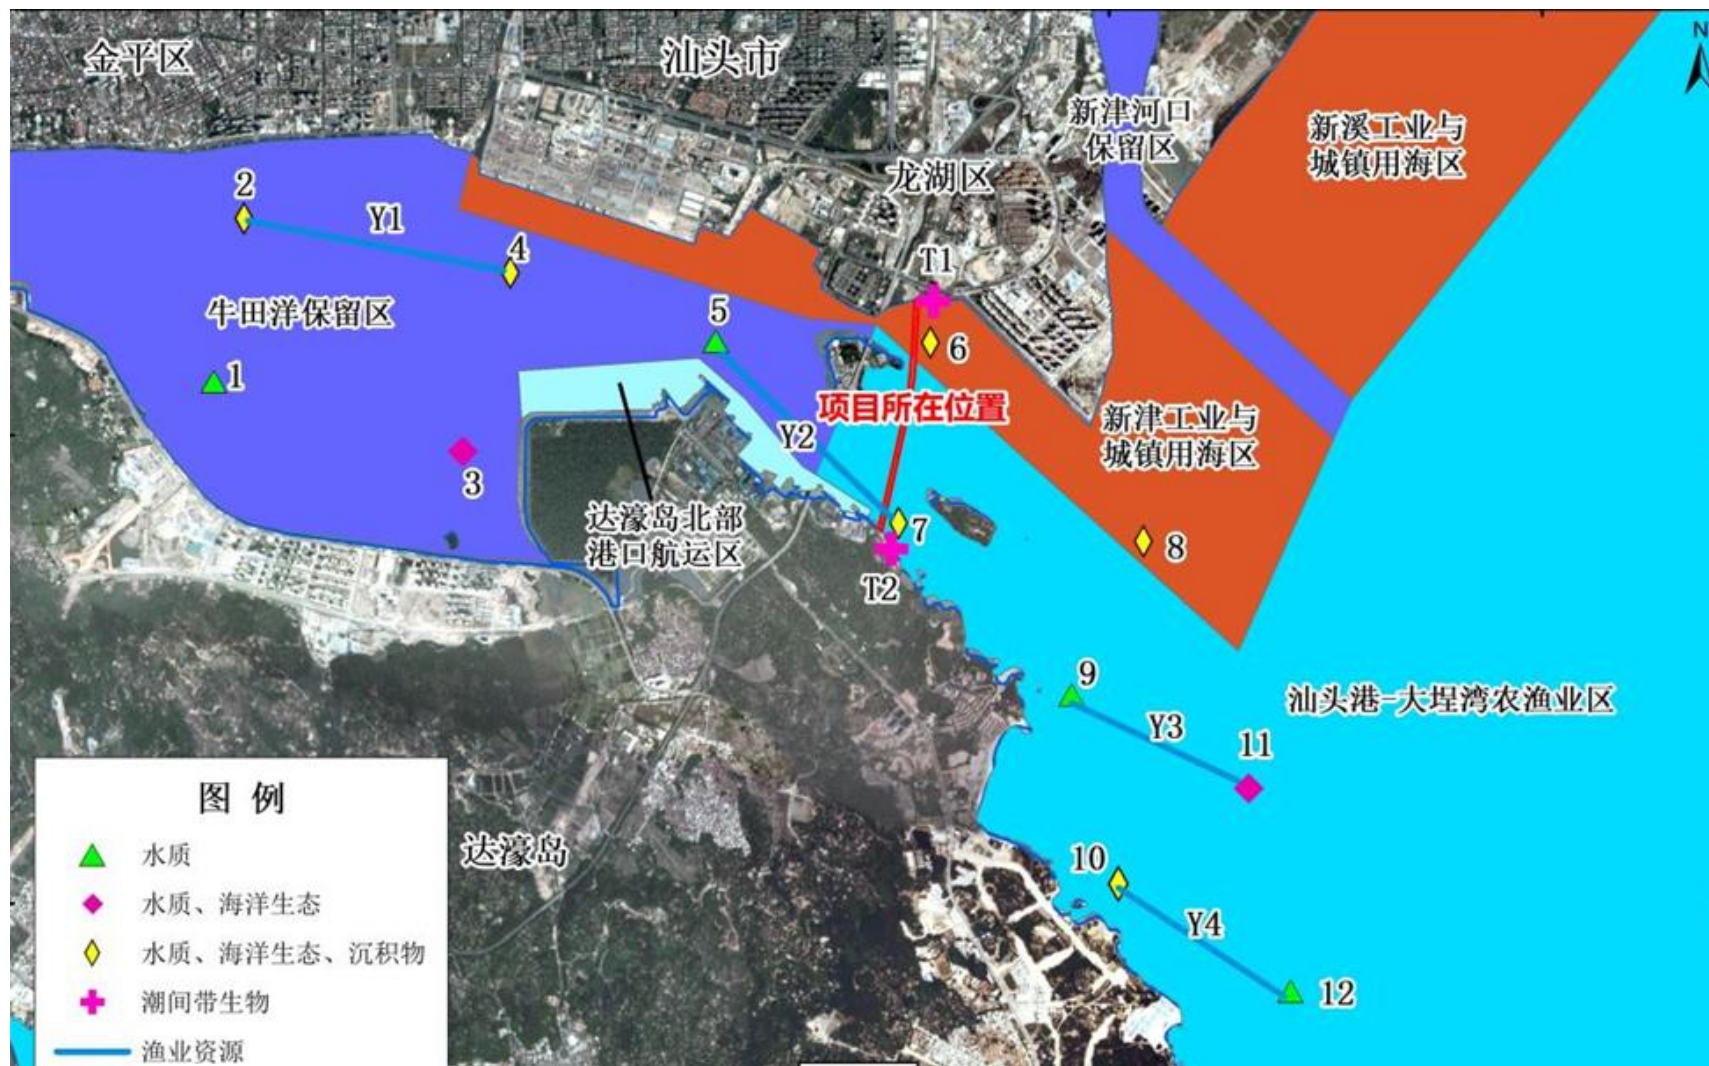 金平区
汕头市
N
新津河口
保留区
新溪工业与
城镇用海区
龙湖区
2
Y1
4
T1
牛田洋保留区
5
6
1
项目所在位置
新津工业与
城镇用海区
Y2
3
达濠岛北部
港口航运区
7
8
T2
9
汕头港-大埕湾农渔业区
Y3
11
图 例
达濠岛
10
水质
水质、海洋生态
Y4
水质、海洋生态、沉积物
12
潮间带生物
渔业资源